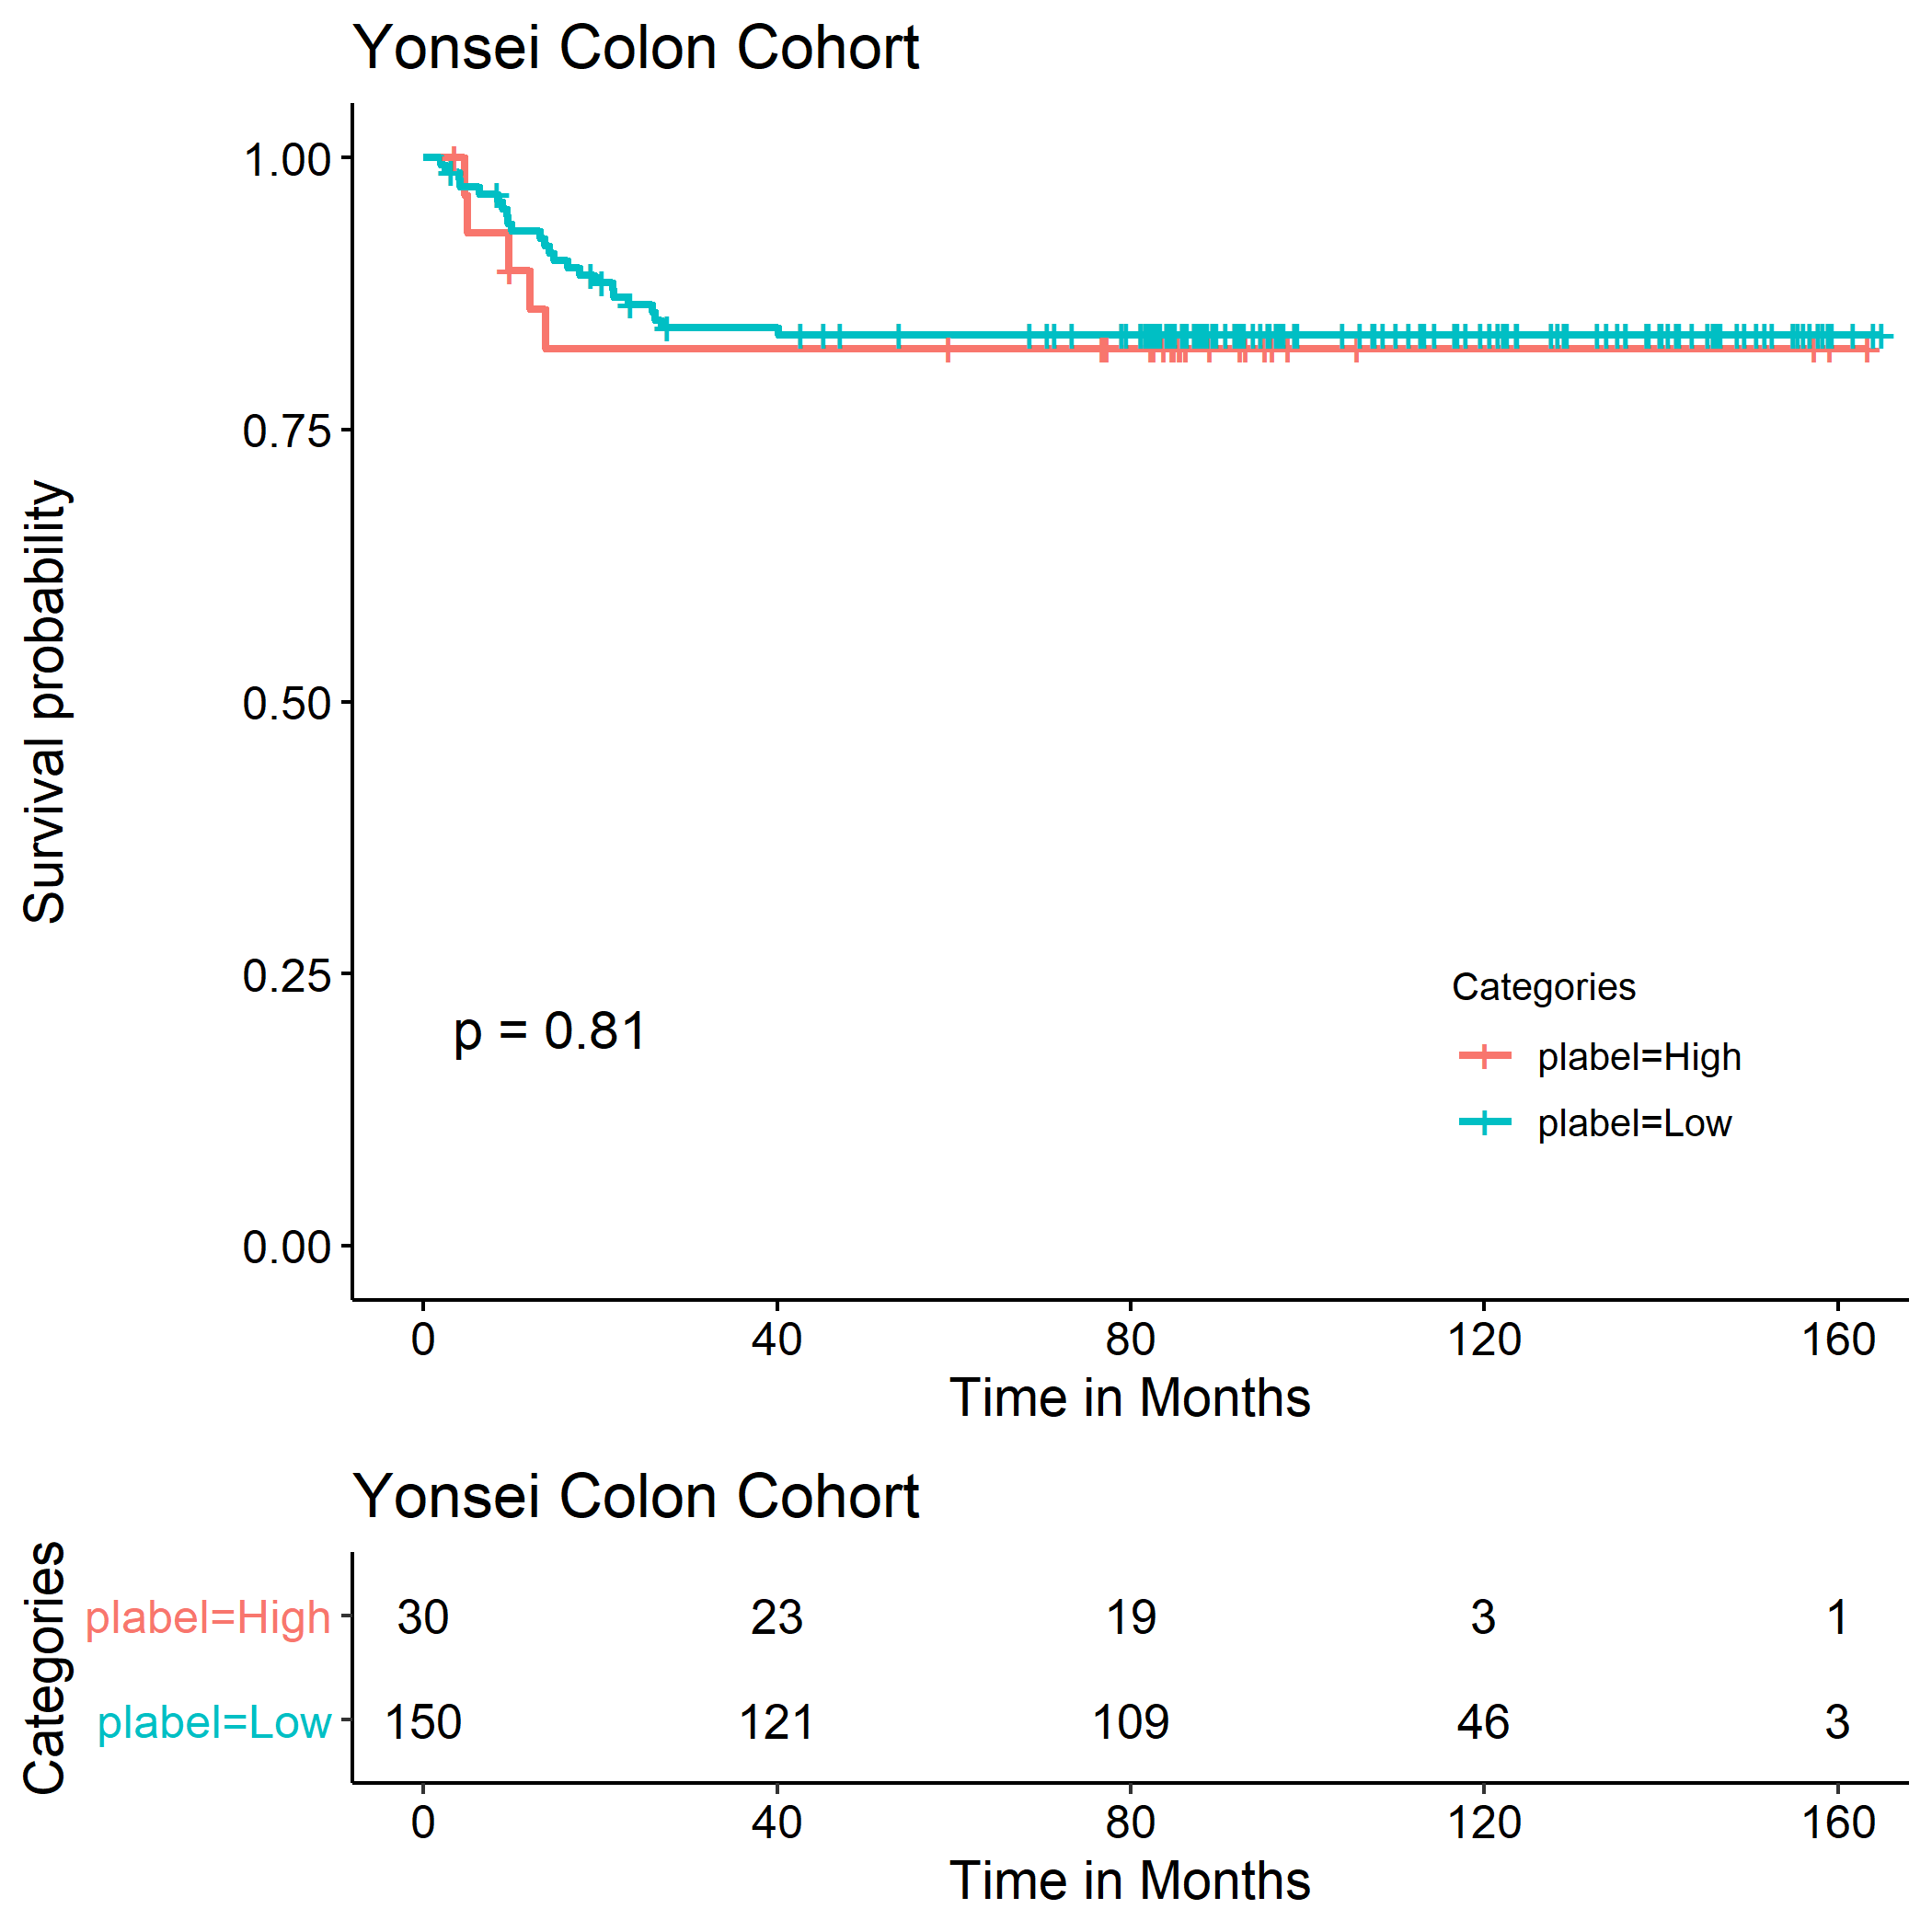 Yonsei Colon Cohort
Survival probability
1.00
0.75
0.50
0.25
0.00
p = 0.81
Categories
plabel=High
plabel=Low
0 40 80 120 160
Time in Months
Yonsei Colon Cohort
Categories
plabel=High 30 23 19 3 1
plabel=Low 150 121 109 46 3
0 40 80 120 160
Time in Months